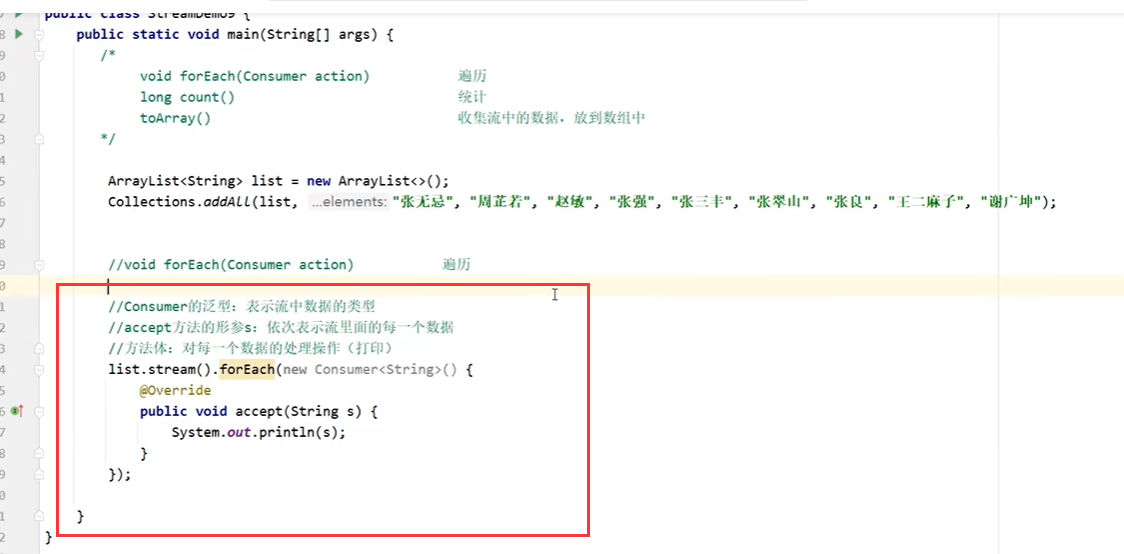 public class StreamDemo9 {
8 public static void main(String[] args) {
9 /*
0 void forEach(Consumer action) 遍历
1 long count() 统计
2 toArray() 收集流中的数据，放到数组中
3 */
4
5 ArrayList<String> list = new ArrayList<>();
6 Collections.addAll(list, ...elements: "张无忌", "周芷若", "赵敏", "张强", "张三丰", "张翠山", "张良", "王二麻子", "谢广坤");
7
8
9 //void forEach(Consumer action) 遍历
0
1 //Consumer的泛型：表示流中数据的类型
2 //accept方法的形参s：依次表示流里面的每一个数据
3 //方法体：对每一个数据的处理操作（打印）
4 list.stream().forEach(new Consumer<String>() {
5 @Override
6 public void accept(String s) {
7 System.out.println(s);
8 }
9 });
0
1 }
2 }